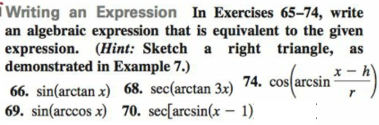 Writing an Expression In Exercises 65–74, write
an algebraic expression that is equivalent to the given
expression. (Hint: Sketch a right triangle, as
demonstrated in Example 7.)
66. sin(arctan x) 68. sec(arctan 3x) 74. cos(arcsin (x − h)/r)
69. sin(arccos x) 70. sec[arcsin(x − 1)